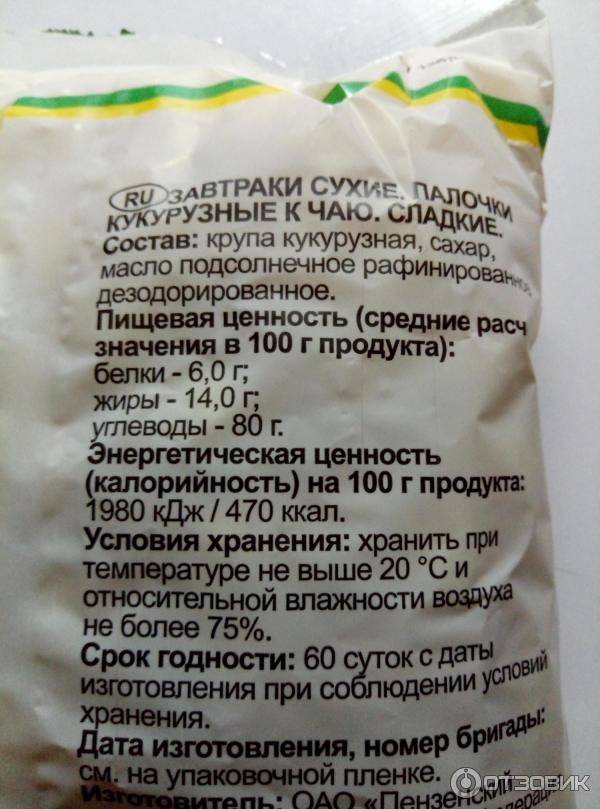 RU ЗАВТРАКИ СУХИЕ. ПАЛОЧКИ
КУКУРУЗНЫЕ К ЧАЮ. СЛАДКИЕ.
Состав: крупа кукурузная, сахар,
масло подсолнечное рафинированное
дезодорированное.
Пищевая ценность (средние расч
значения в 100 г продукта):
белки - 6,0 г;
жиры - 14,0 г;
углеводы - 80 г.
Энергетическая ценность
(калорийность) на 100 г продукта:
1980 кДж / 470 ккал.
Условия хранения: хранить при
температуре не выше 20 °С и
относительной влажности воздуха
не более 75%.
Срок годности: 60 суток с даты
изготовления при соблюдении условий
хранения.
Дата изготовления, номер бригады:
см. на упаковочной пленке.
Изготовитель: ОАО «Пензенский
ОТЗОВИК